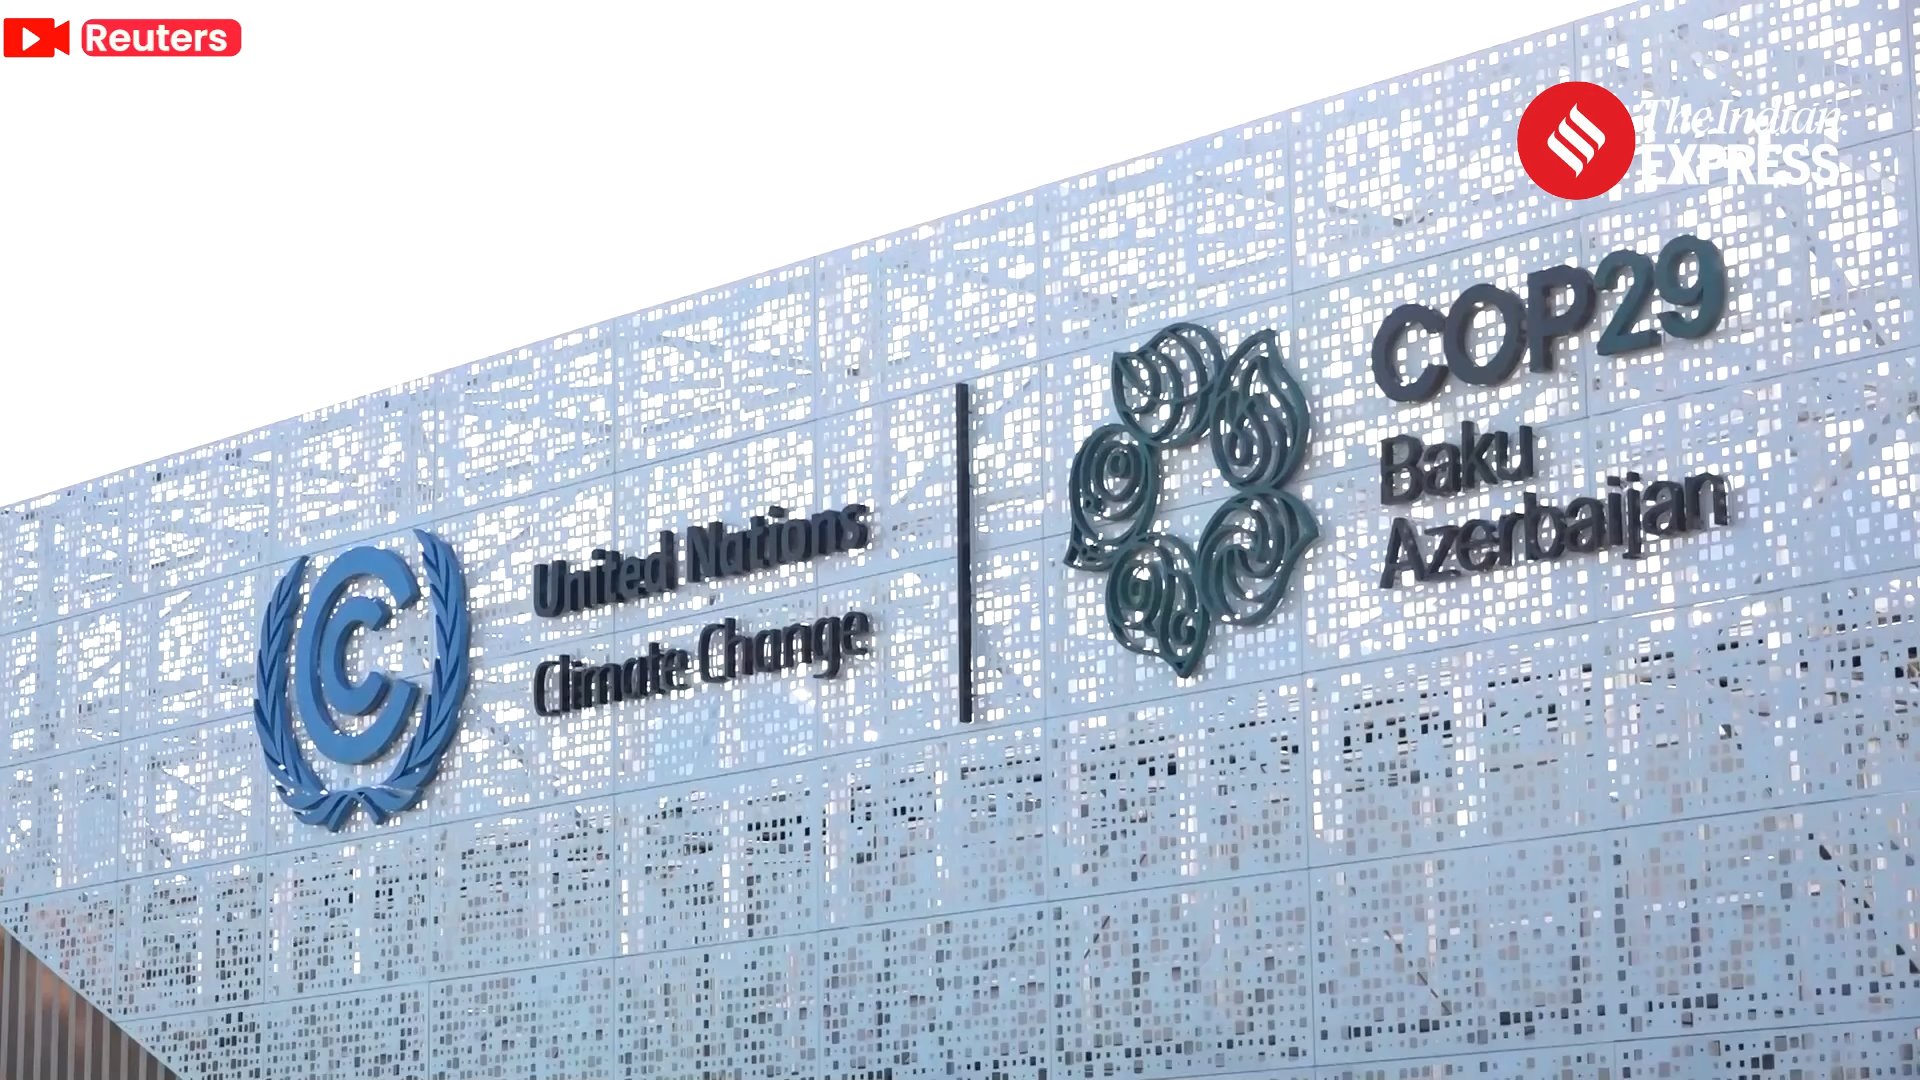 Reuters
The Indian
EXPRESS
United Nations
Climate Change
COP29
Baku
Azerbaijan